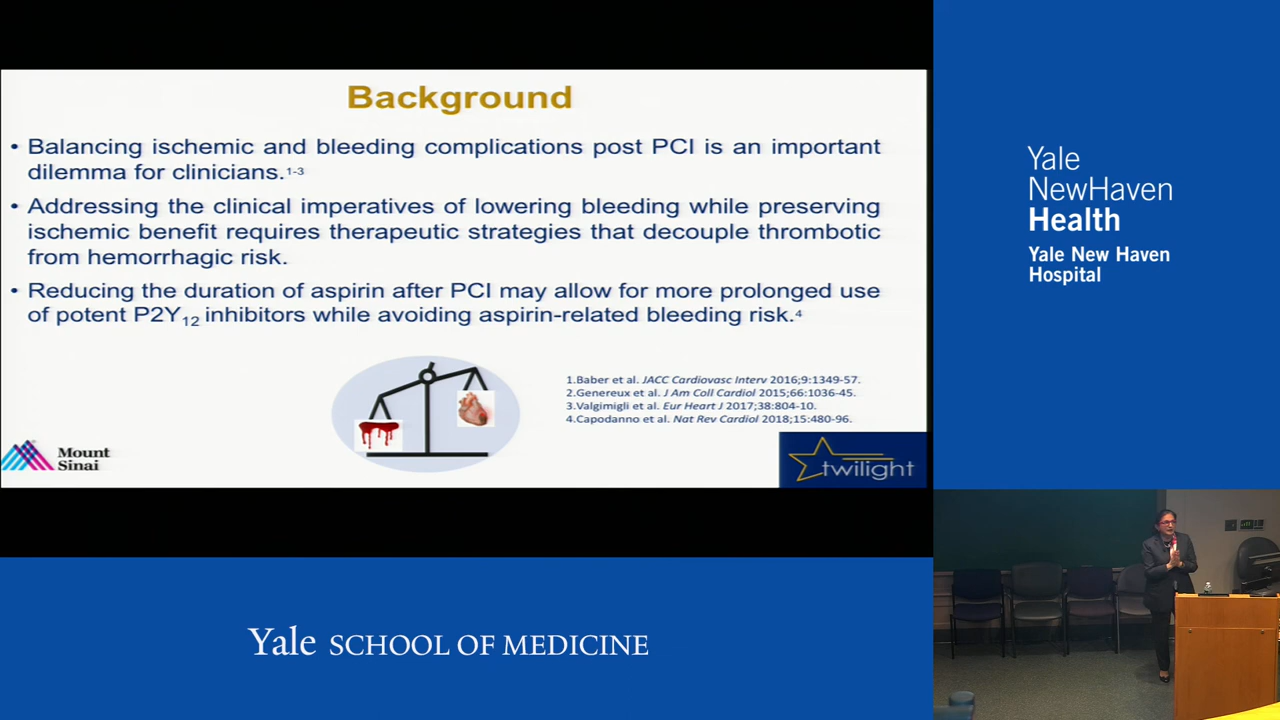 Background
• Balancing ischemic and bleeding complications post PCI is an important
dilemma for clinicians.1-3
• Addressing the clinical imperatives of lowering bleeding while preserving
ischemic benefit requires therapeutic strategies that decouple thrombotic
from hemorrhagic risk.
• Reducing the duration of aspirin after PCI may allow for more prolonged use
of potent P2Y12 inhibitors while avoiding aspirin-related bleeding risk.4
1.Baber et al. JACC Cardiovasc Interv 2016;9:1349-57.
2.Genereux et al. J Am Coll Cardiol 2015;66:1036-45.
3.Valgimigli et al. Eur Heart J 2017;38:804-10.
4.Capodanno et al. Nat Rev Cardiol 2018;15:480-96.
Mount
Sinai
twilight
Yale
NewHaven
Health
Yale New Haven
Hospital
Yale SCHOOL OF MEDICINE